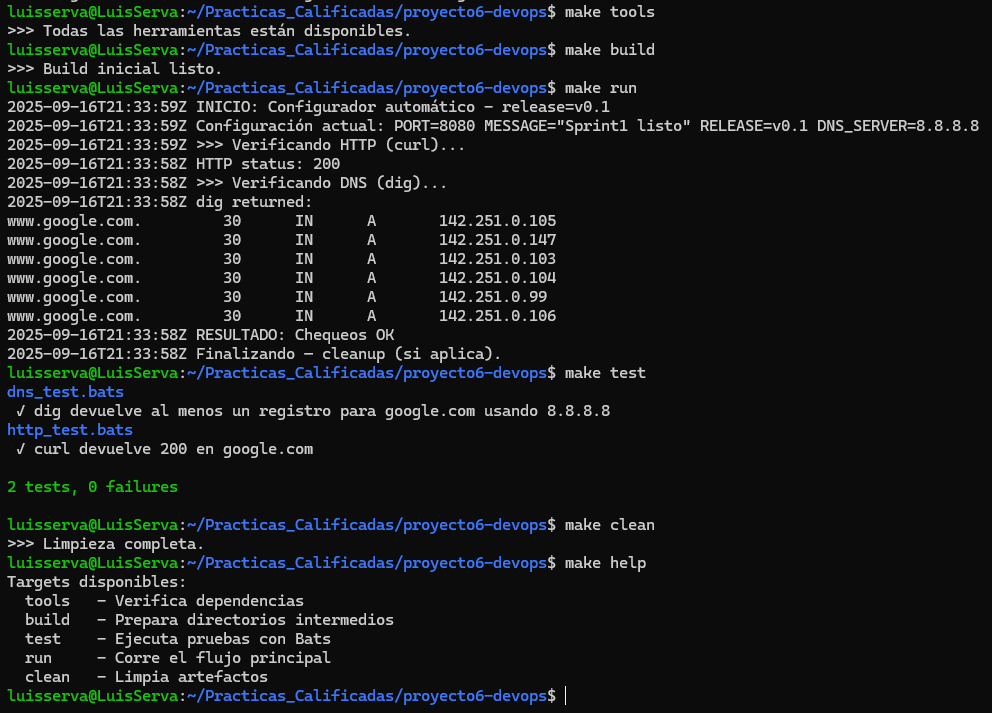 luisserva@LuisServa:~/Practicas_Calificadas/proyecto6-devops$ make tools
>>> Todas las herramientas están disponibles.
luisserva@LuisServa:~/Practicas_Calificadas/proyecto6-devops$ make build
>>> Build inicial listo.
luisserva@LuisServa:~/Practicas_Calificadas/proyecto6-devops$ make run
2025-09-16T21:33:59Z INICIO: Configurador automático - release=v0.1
2025-09-16T21:33:59Z Configuración actual: PORT=8080 MESSAGE="Sprint1 listo" RELEASE=v0.1 DNS_SERVER=8.8.8.8
2025-09-16T21:33:59Z >>> Verificando HTTP (curl)...
2025-09-16T21:33:58Z HTTP status: 200
2025-09-16T21:33:58Z >>> Verificando DNS (dig)...
2025-09-16T21:33:58Z dig returned:
www.google.com.         30      IN      A       142.251.0.105
www.google.com.         30      IN      A       142.251.0.147
www.google.com.         30      IN      A       142.251.0.103
www.google.com.         30      IN      A       142.251.0.104
www.google.com.         30      IN      A       142.251.0.99
www.google.com.         30      IN      A       142.251.0.106
2025-09-16T21:33:58Z RESULTADO: Chequeos OK
2025-09-16T21:33:58Z Finalizando — cleanup (si aplica).
luisserva@LuisServa:~/Practicas_Calificadas/proyecto6-devops$ make test
dns_test.bats
 ✓ dig devuelve al menos un registro para google.com usando 8.8.8.8
http_test.bats
 ✓ curl devuelve 200 en google.com
2 tests, 0 failures
luisserva@LuisServa:~/Practicas_Calificadas/proyecto6-devops$ make clean
>>> Limpieza completa.
luisserva@LuisServa:~/Practicas_Calificadas/proyecto6-devops$ make help
Targets disponibles:
  tools   - Verifica dependencias
  build   - Prepara directorios intermedios
  test    - Ejecuta pruebas con Bats
  run     - Corre el flujo principal
  clean   - Limpia artefactos
luisserva@LuisServa:~/Practicas_Calificadas/proyecto6-devops$